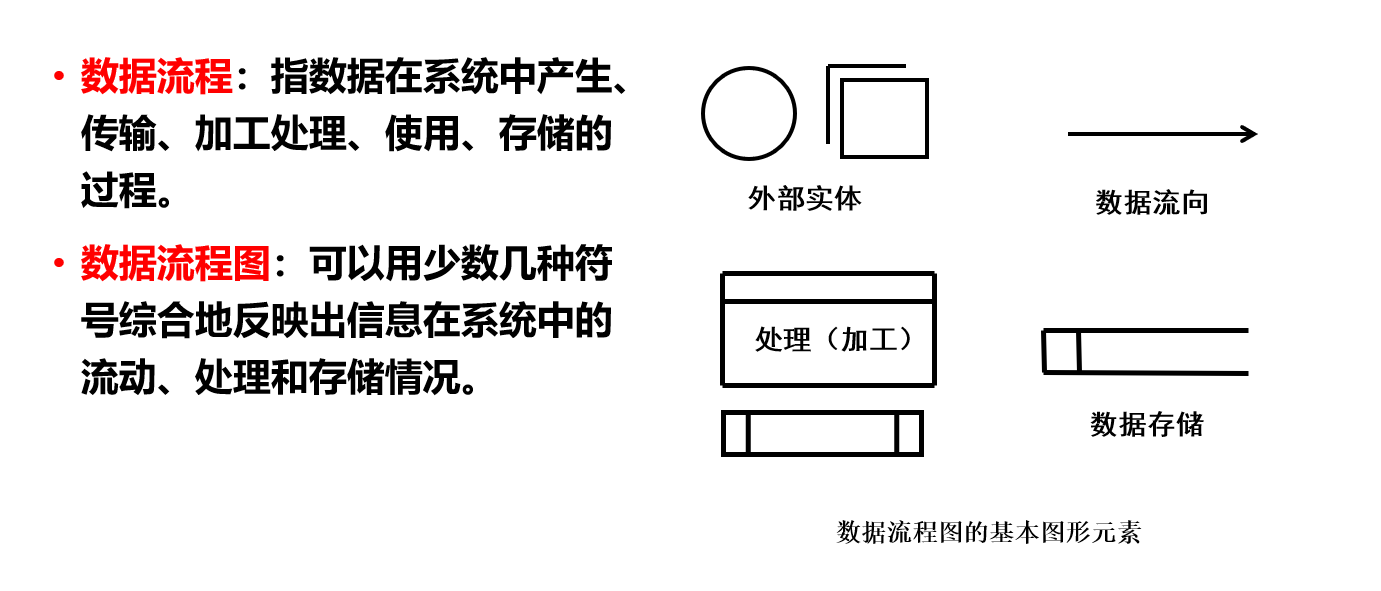 • 数据流程：指数据在系统中产生、
传输、加工处理、使用、存储的
过程。
• 数据流程图：可以用少数几种符
号综合地反映出信息在系统中的
流动、处理和存储情况。
外部实体
数据流向
处理（加工）
数据存储
数据流程图的基本图形元素